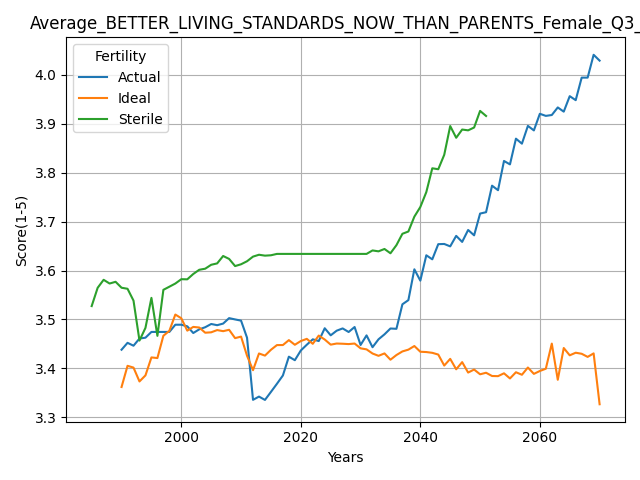 Average_BETTER_LIVING_STANDARDS_NOW_THAN_PARENTS_Female_Q3_
Fertility
Actual
Ideal
Sterile
4.0
3.9
3.8
3.7
3.6
3.5
3.4
3.3
Score(1-5)
2000
2020
2040
2060
Years